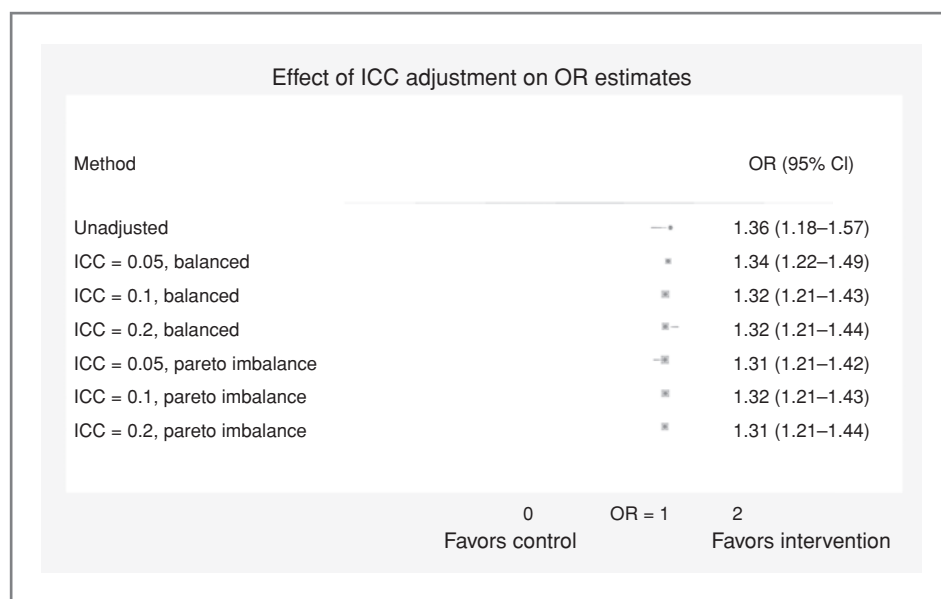 Effect of ICC adjustment on OR estimates
Method OR (95% CI)
Unadjusted 1.36 (1.18–1.57)
ICC = 0.05, balanced 1.34 (1.22–1.49)
ICC = 0.1, balanced 1.32 (1.21–1.43)
ICC = 0.2, balanced 1.32 (1.21–1.44)
ICC = 0.05, pareto imbalance 1.31 (1.21–1.42)
ICC = 0.1, pareto imbalance 1.32 (1.21–1.43)
ICC = 0.2, pareto imbalance 1.31 (1.21–1.44)
0 OR = 1 2
Favors control Favors intervention